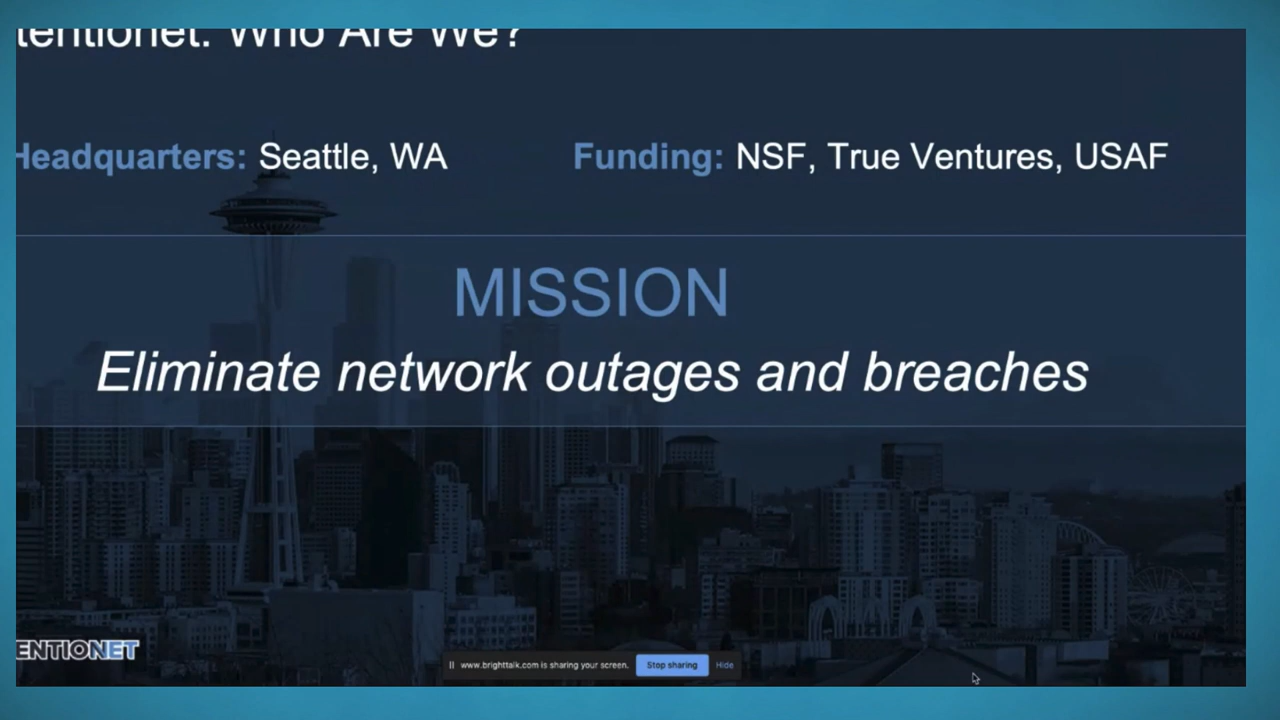 tentionet: Who Are We?
Headquarters: Seattle, WA
Funding: NSF, True Ventures, USAF
MISSION
Eliminate network outages and breaches
ENTIONET
www.brighttalk.com is sharing your screen. Stop sharing Hide